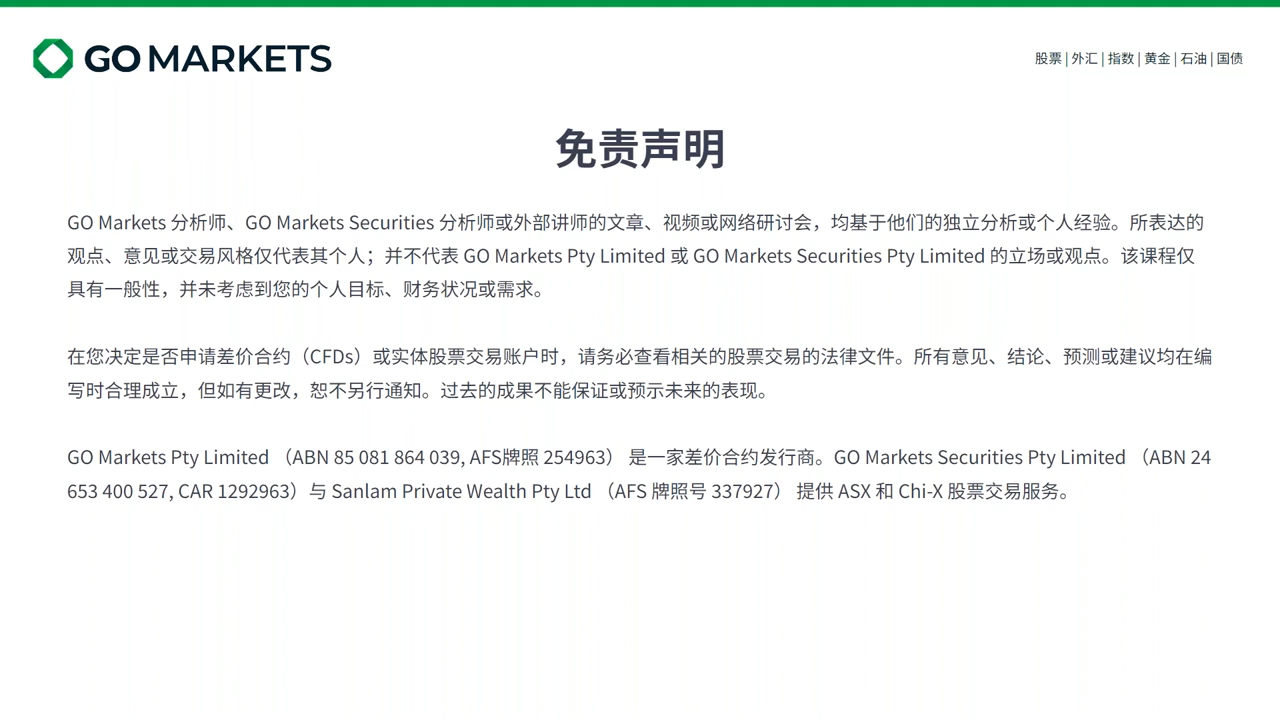 GO MARKETS
股票 | 外汇 | 指数 | 黄金 | 石油 | 国债
免责声明
GO Markets 分析师、GO Markets Securities 分析师或外部讲师的文章、视频或网络研讨会，均基于他们的独立分析或个人经验。所表达的
观点、意见或交易风格仅代表其个人；并不代表 GO Markets Pty Limited 或 GO Markets Securities Pty Limited 的立场或观点。该课程仅
具有一般性，并未考虑到您的个人目标、财务状况或需求。
在您决定是否申请差价合约（CFDs）或实体股票交易账户时，请务必查看相关的股票交易的法律文件。所有意见、结论、预测或建议均在编
写时合理成立，但如有更改，恕不另行通知。过去的成果不能保证或预示未来的表现。
GO Markets Pty Limited （ABN 85 081 864 039, AFS牌照 254963） 是一家差价合约发行商。GO Markets Securities Pty Limited （ABN 24
653 400 527, CAR 1292963）与 Sanlam Private Wealth Pty Ltd （AFS 牌照号 337927） 提供 ASX 和 Chi-X 股票交易服务。